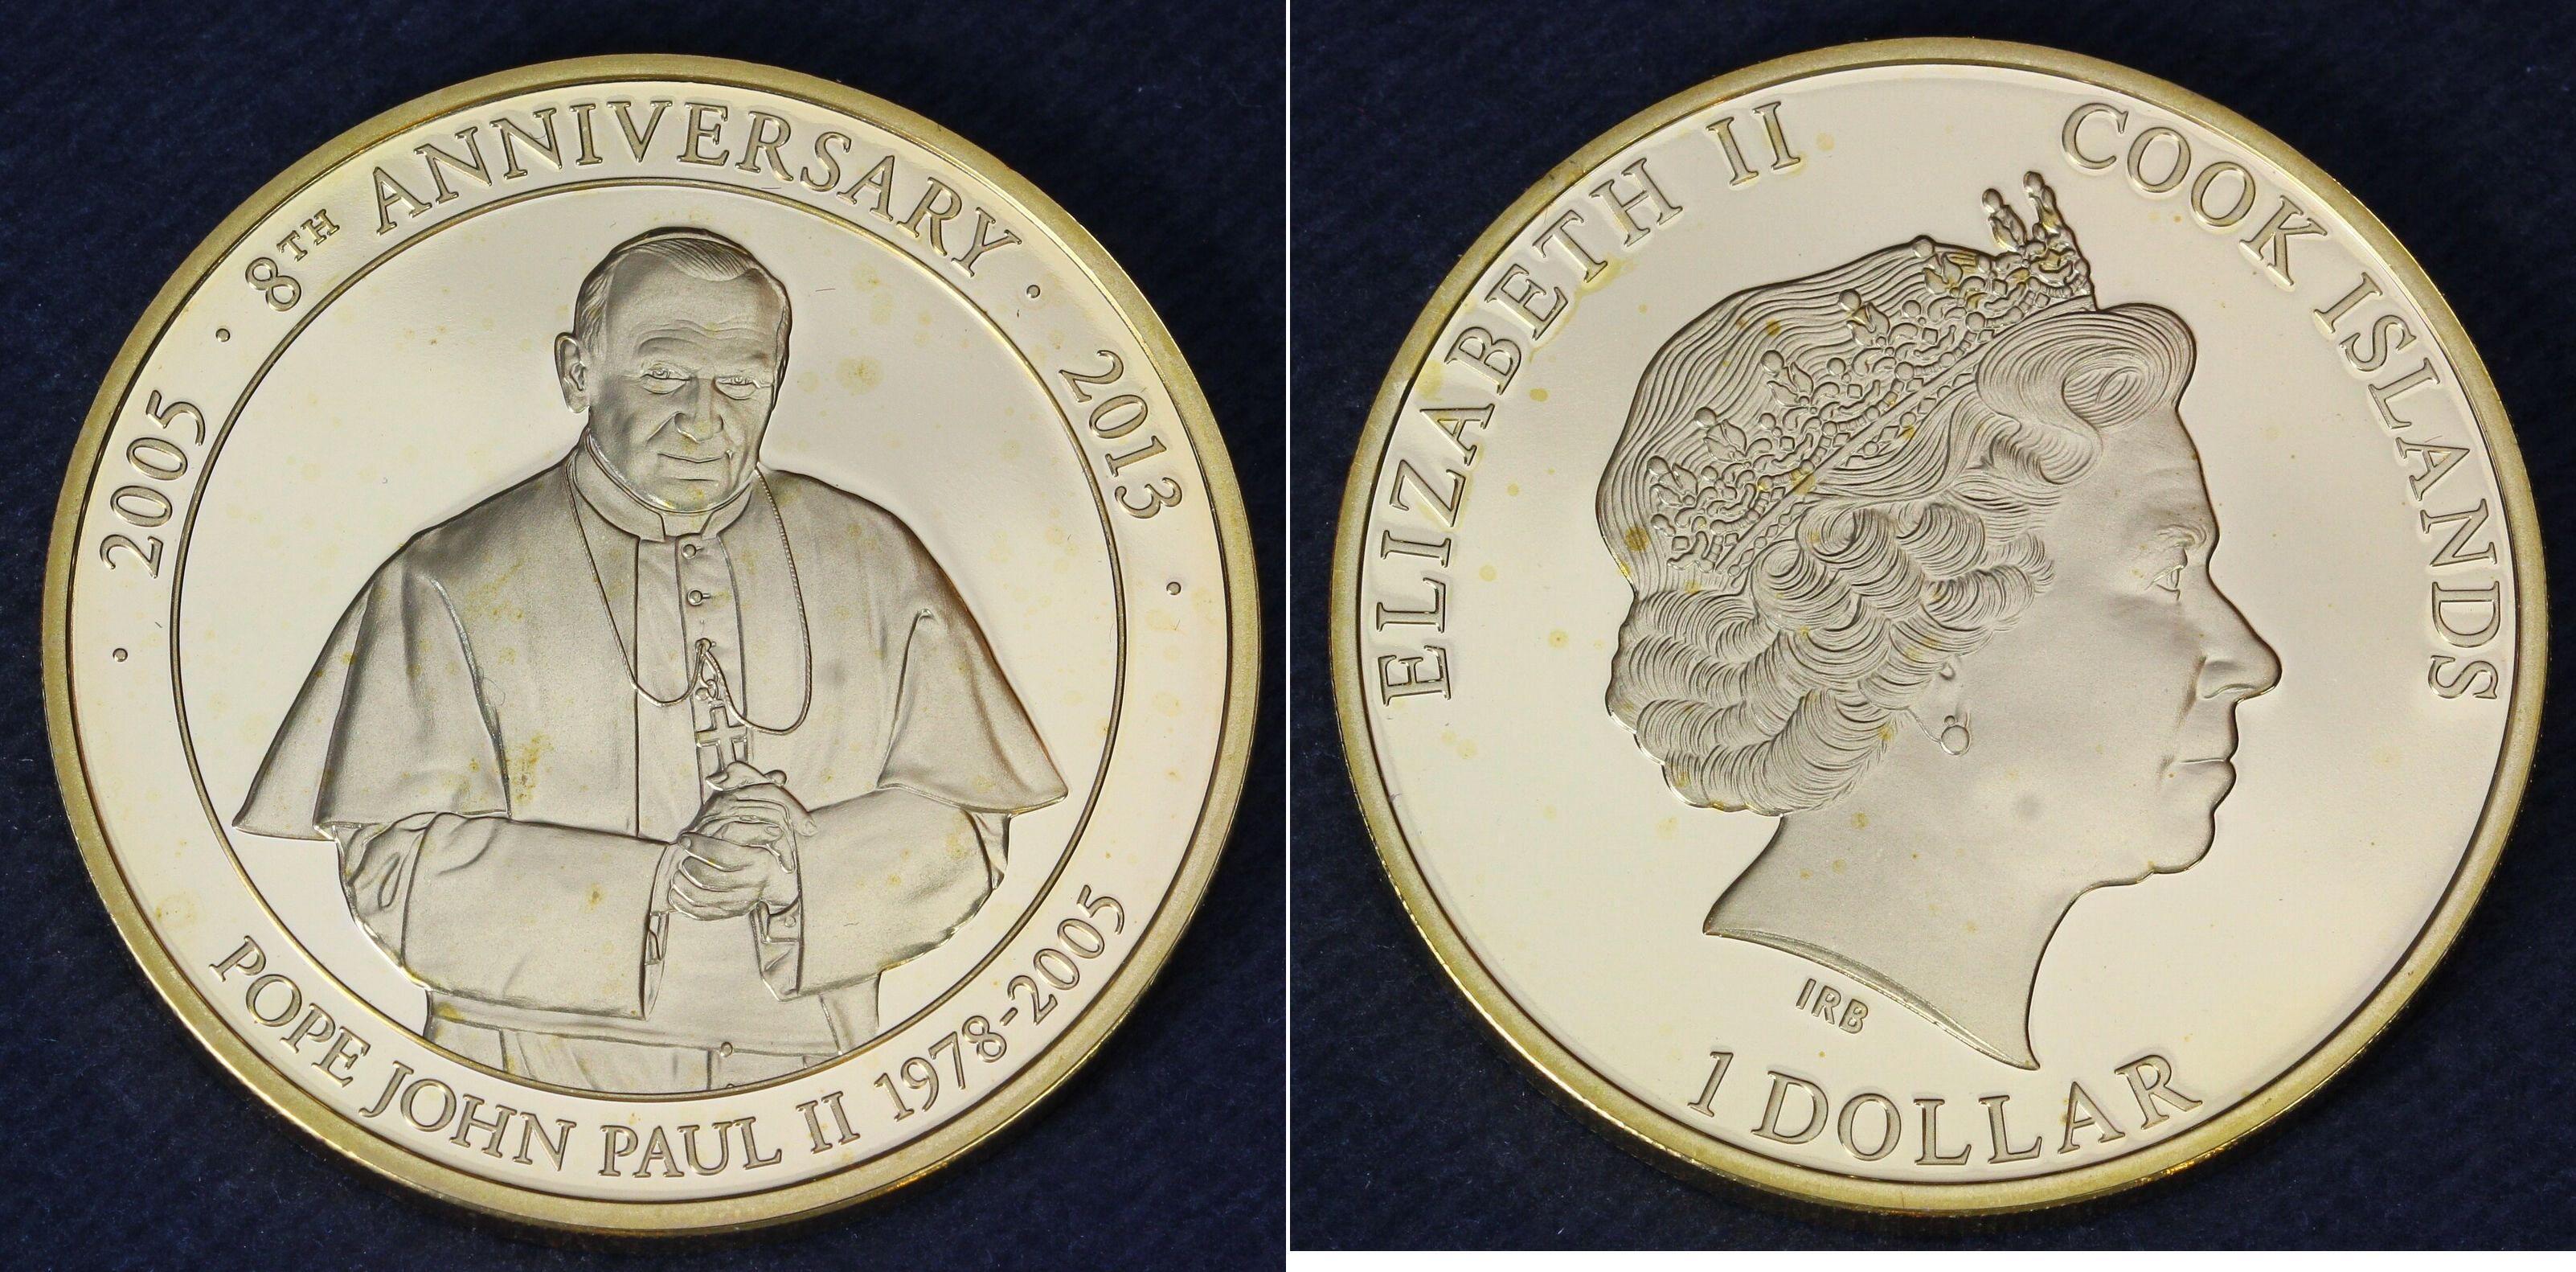 2005 · 8TH ANNIVERSARY · 2013
POPE JOHN PAUL II 1978-2005
ELIZABETH II
COOK ISLANDS
IRB
1 DOLLAR